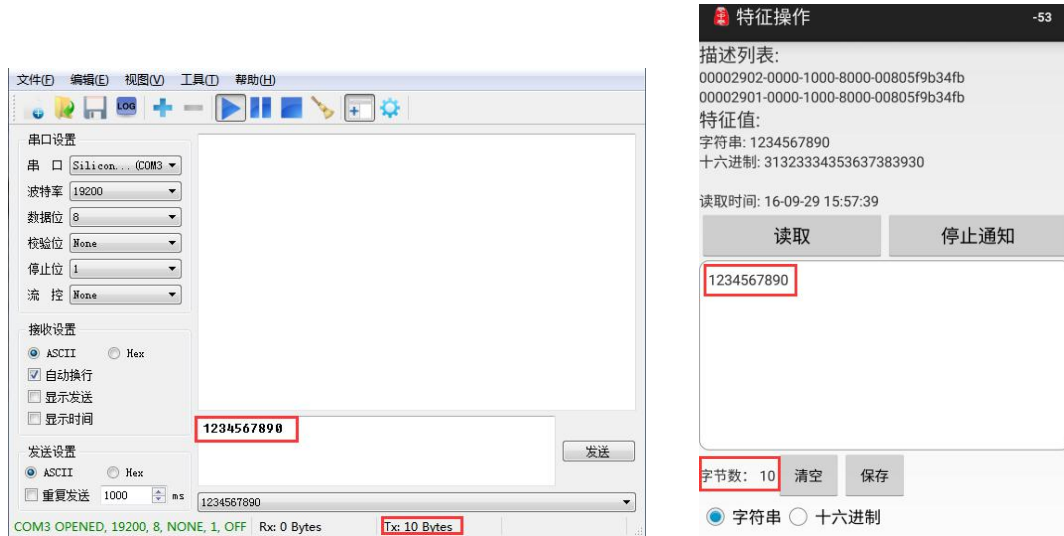 文件(F) 编辑(E) 视图(V) 工具(T) 帮助(H)
LOG
串口设置
串 口 Silicon...(COM3
波特率 19200
数据位 8
校验位 None
停止位 1
流 控 None
接收设置
ASCII Hex
自动换行
显示发送
显示时间
发送设置
ASCII Hex
重复发送 1000 ms
1234567890
发送
1234567890
COM3 OPENED, 19200, 8, NONE, 1, OFF Rx: 0 Bytes Tx: 10 Bytes
特征操作 -53
描述列表:
00002902-0000-1000-8000-00805f9b34fb
00002901-0000-1000-8000-00805f9b34fb
特征值:
字符串: 1234567890
十六进制: 31323334353637383930
读取时间: 16-09-29 15:57:39
读取 停止通知
1234567890
字节数: 10 清空 保存
字符串 十六进制